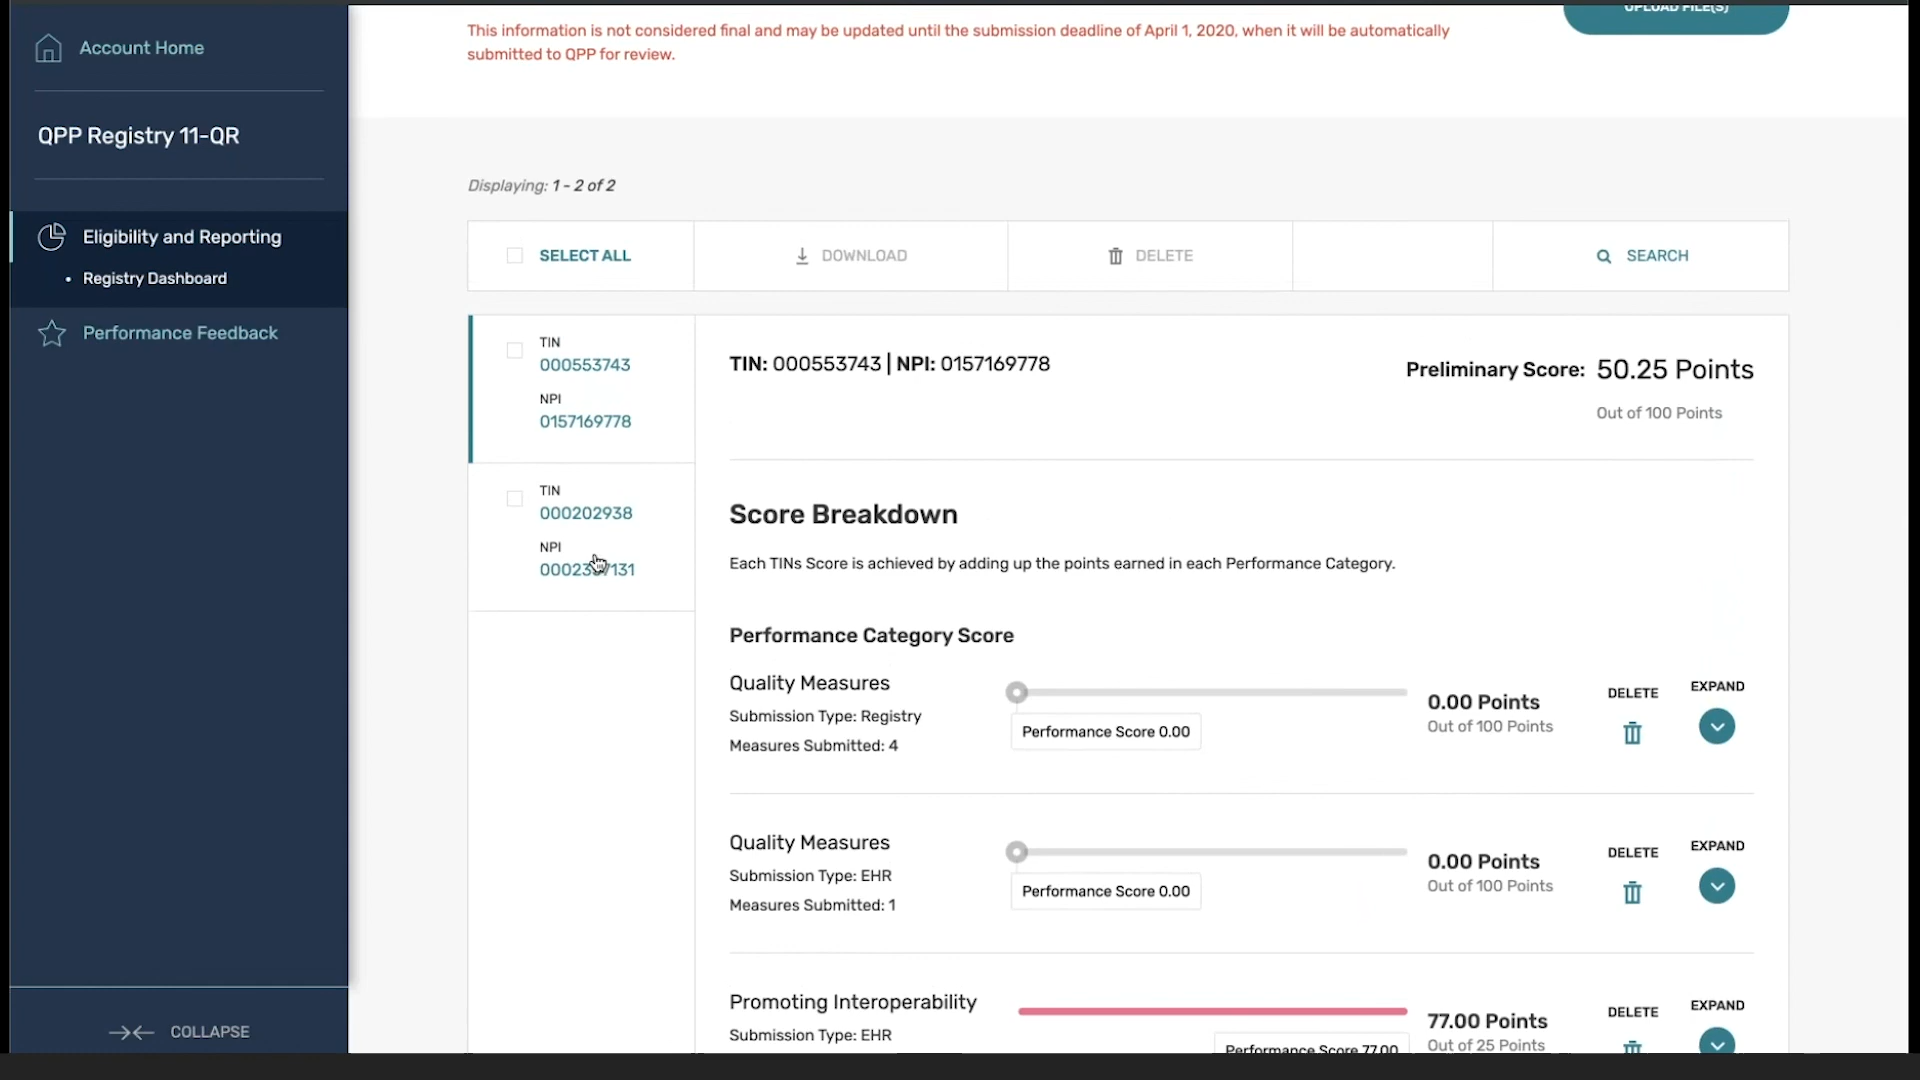 UPLOAD FILE(S)
This information is not considered final and may be updated until the submission deadline of April 1, 2020, when it will be automatically
submitted to QPP for review.
Account Home
QPP Registry 11-QR
Eligibility and Reporting
• Registry Dashboard
Performance Feedback
COLLAPSE
Displaying: 1 - 2 of 2
SELECT ALL
DOWNLOAD
DELETE
SEARCH
TIN
000553743
NPI
0157169778
TIN
000202938
NPI
TIN: 000553743 | NPI: 0157169778
Preliminary Score: 50.25 Points
Out of 100 Points
Score Breakdown
Each TINs Score is achieved by adding up the points earned in each Performance Category.
Performance Category Score
Quality Measures
Submission Type: Registry
Measures Submitted: 4
Performance Score 0.00
0.00 Points
Out of 100 Points
DELETE
EXPAND
Quality Measures
Submission Type: EHR
Measures Submitted: 1
Performance Score 0.00
0.00 Points
Out of 100 Points
DELETE
EXPAND
Promoting Interoperability
Submission Type: EHR
Performance Score 77.00
77.00 Points
Out of 25 Points
DELETE
EXPAND